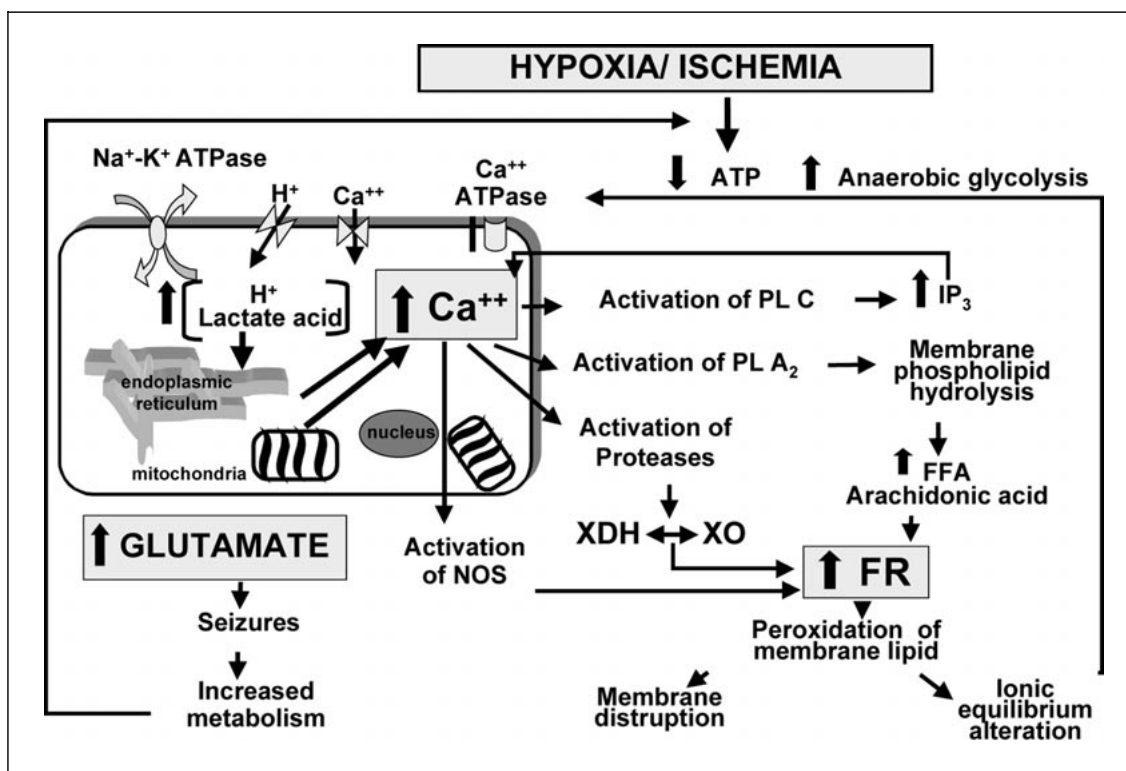 HYPOXIA/ ISCHEMIA
Na⁺-K⁺ ATPase
H⁺
Ca⁺⁺
Ca⁺⁺
ATPase
ATP
Anaerobic glycolysis
H⁺
Lactate acid
Ca⁺⁺
Activation of PL C
IP₃
endoplasmic
reticulum
Activation of PL A₂
Membrane
phospholipid
hydrolysis
nucleus
mitochondria
Activation of
Proteases
FFA
Arachidonic acid
GLUTAMATE
Activation
of NOS
XDH
XO
FR
Seizures
Peroxidation of
membrane lipid
Increased
metabolism
Membrane
distruption
Ionic
equilibrium
alteration